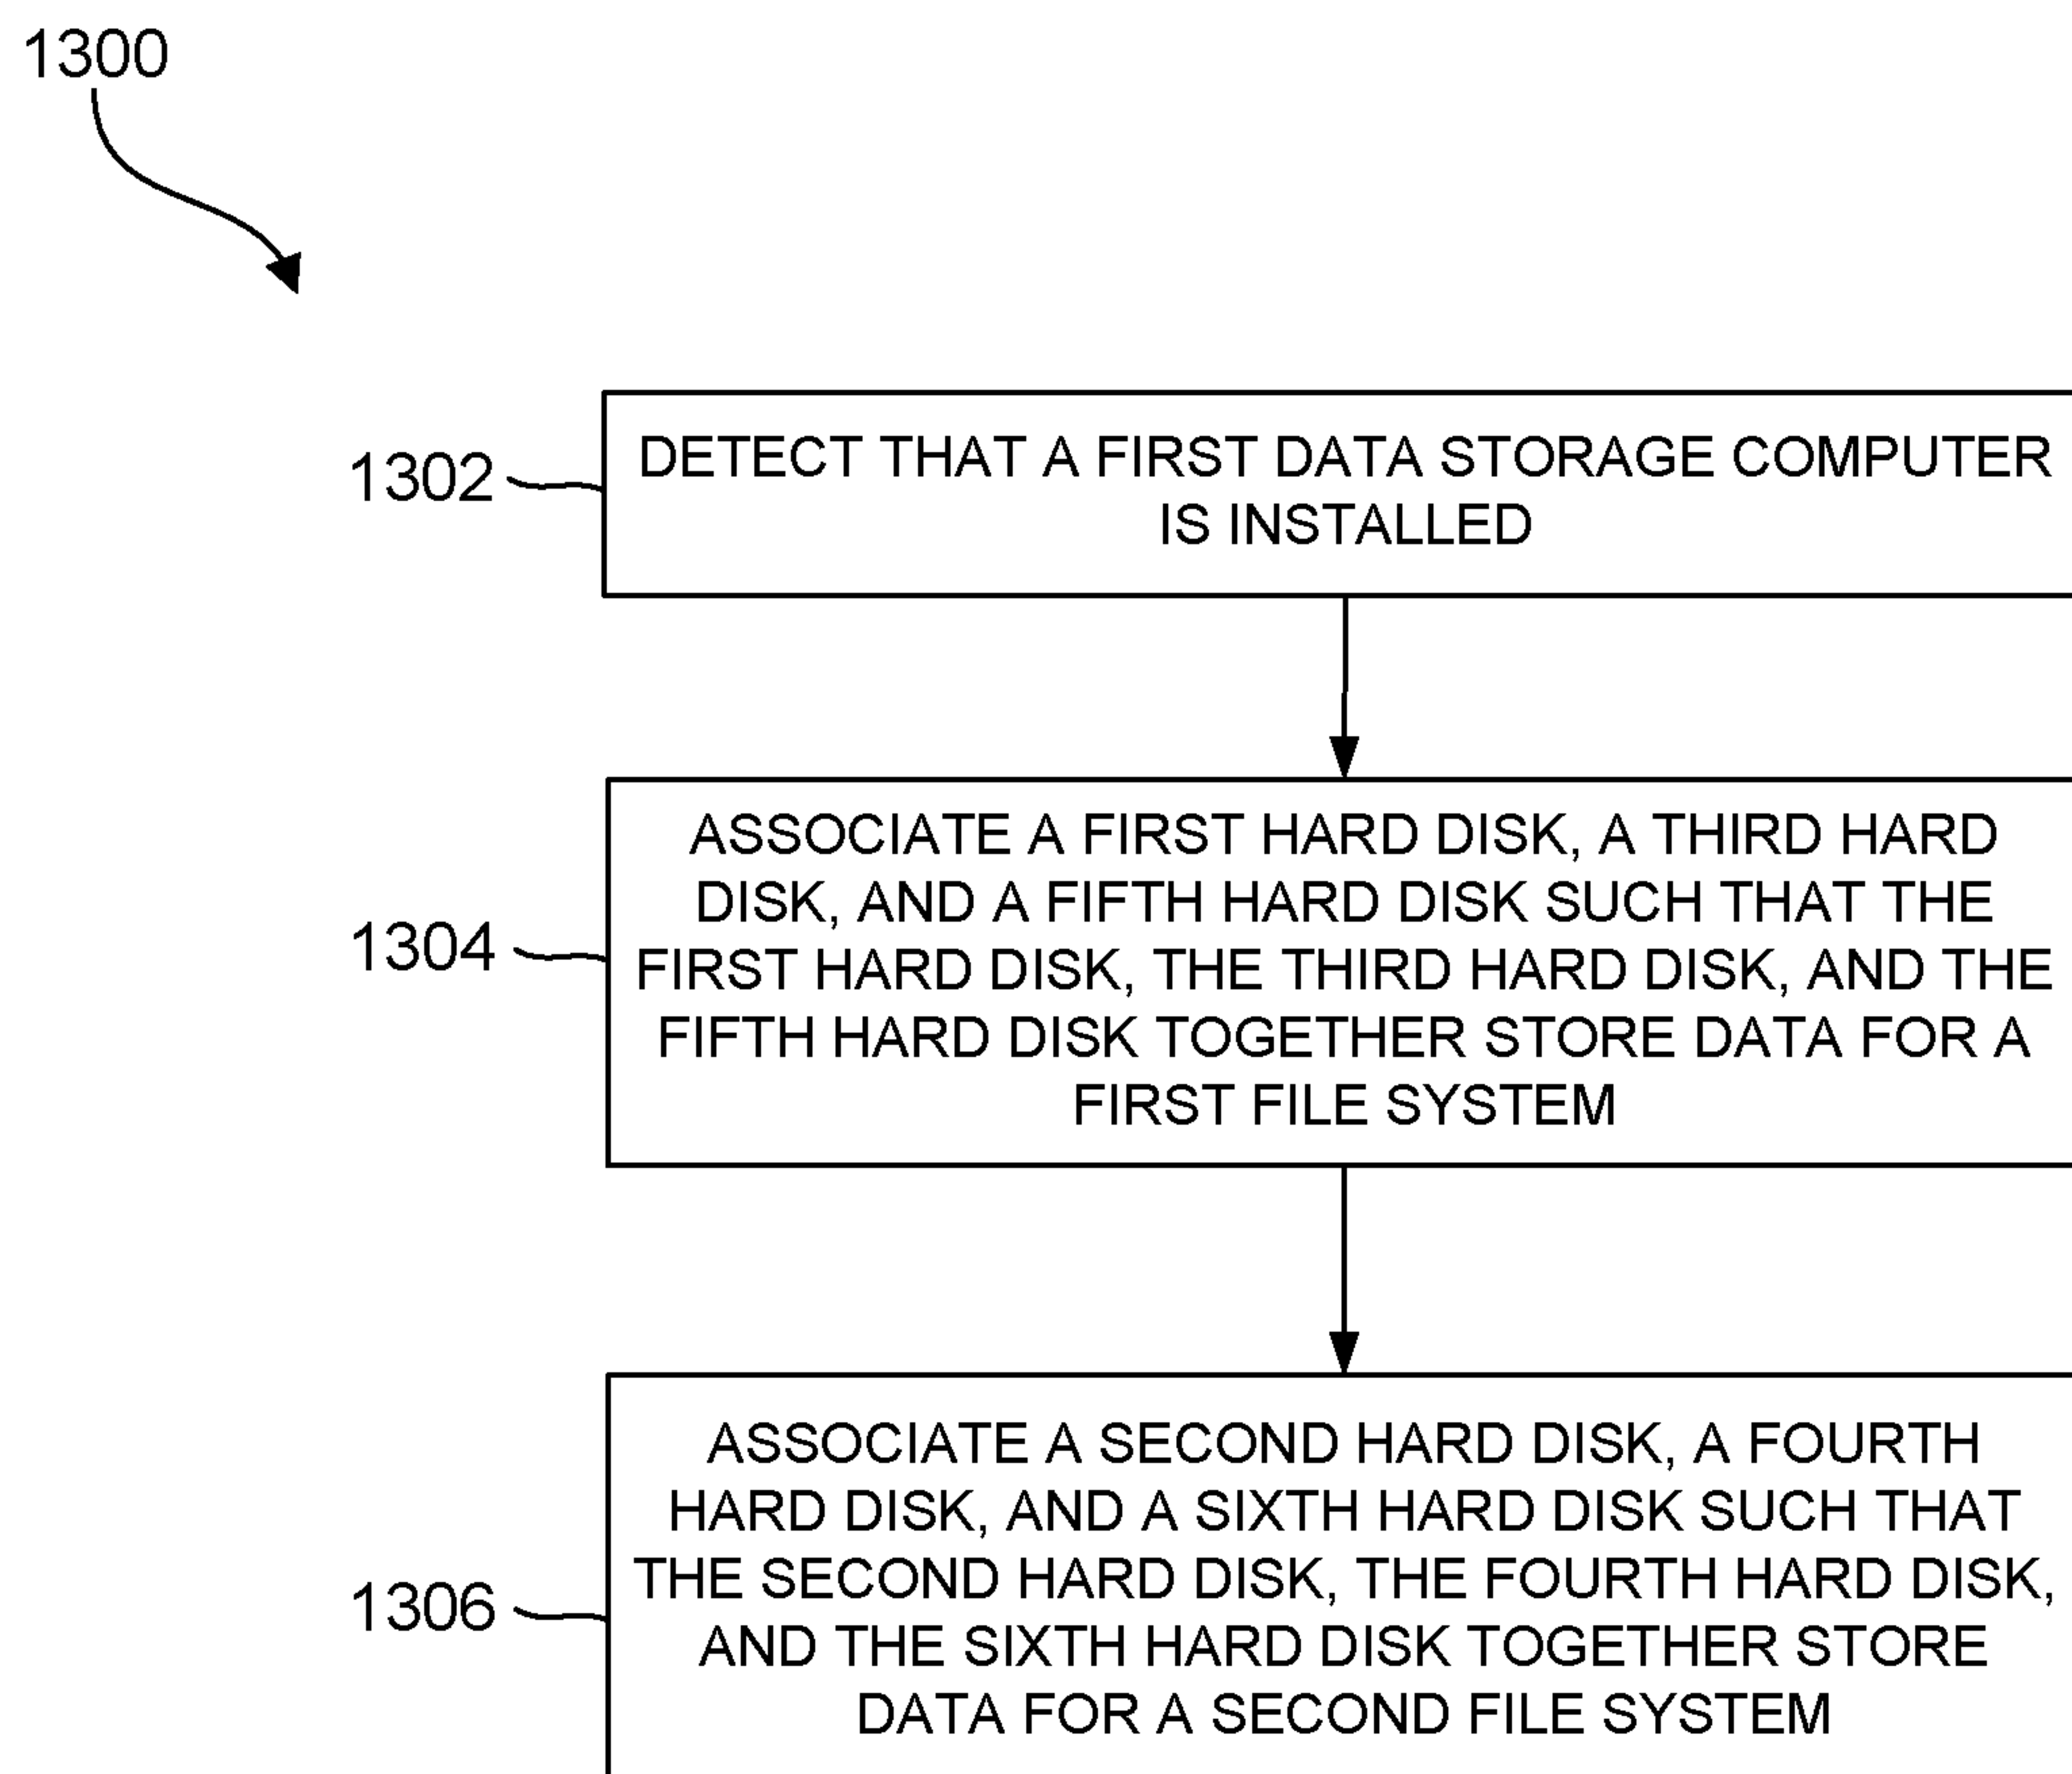 1300
1302
DETECT THAT A FIRST DATA STORAGE COMPUTER
IS INSTALLED
1304
ASSOCIATE A FIRST HARD DISK, A THIRD HARD
DISK, AND A FIFTH HARD DISK SUCH THAT THE
FIRST HARD DISK, THE THIRD HARD DISK, AND THE
FIFTH HARD DISK TOGETHER STORE DATA FOR A
FIRST FILE SYSTEM
1306
ASSOCIATE A SECOND HARD DISK, A FOURTH
HARD DISK, AND A SIXTH HARD DISK SUCH THAT
THE SECOND HARD DISK, THE FOURTH HARD DISK,
AND THE SIXTH HARD DISK TOGETHER STORE
DATA FOR A SECOND FILE SYSTEM